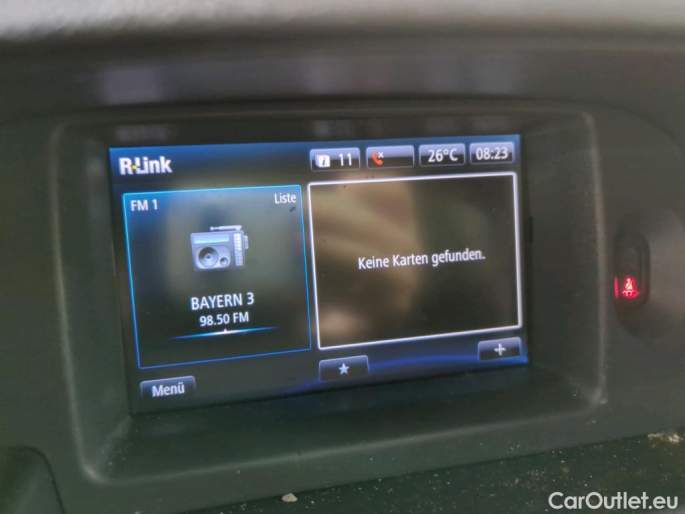 R-Link
11
26°C
08:23
FM 1
Liste
Keine Karten gefunden.
BAYERN 3
98.50 FM
Menü
CarOutlet.eu